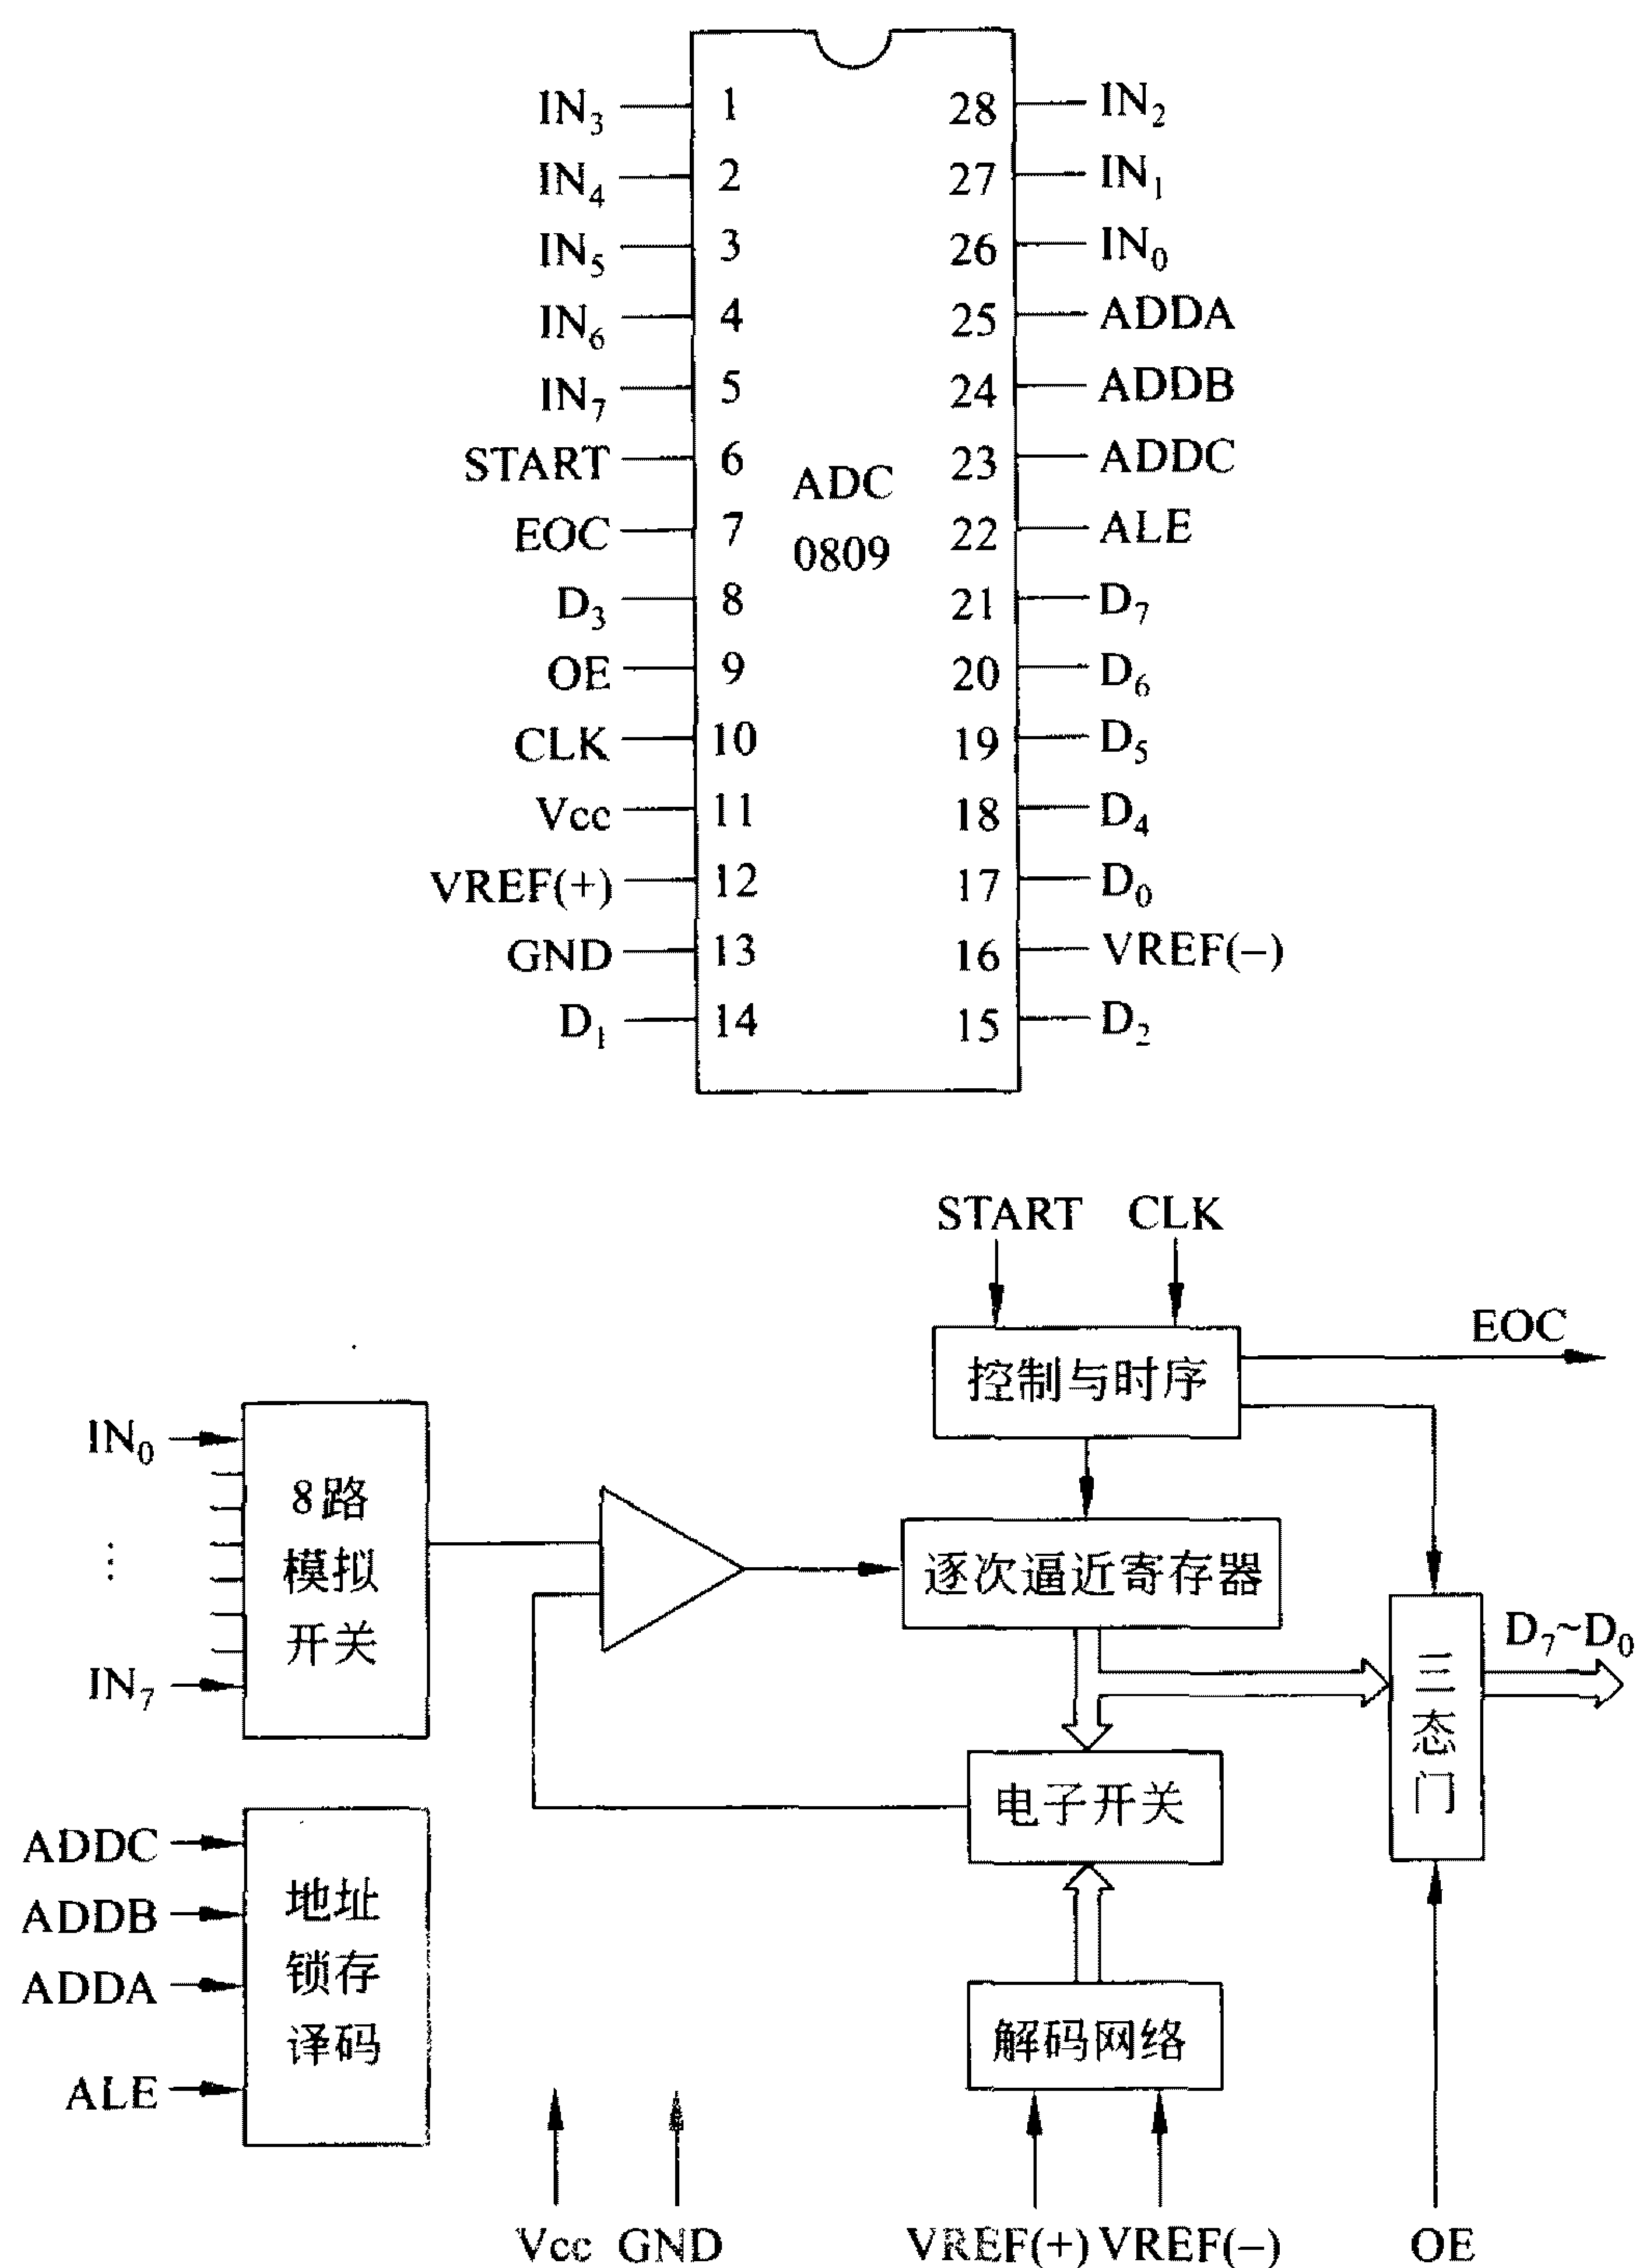 IN₃ 1 28 IN₂
IN₄ 2 27 IN₁
IN₅ 3 26 IN₀
IN₆ 4 25 ADDA
IN₇ 5 24 ADDB
START 6 23 ADDC
ADC
EOC 7 22 ALE
0809
D₃ 8 21 D₇
OE 9 20 D₆
CLK 10 19 D₅
Vcc 11 18 D₄
VREF(+) 12 17 D₀
GND 13 16 VREF(−)
D₁ 14 15 D₂
START CLK
EOC
控制与时序
IN₀
⋮
IN₇
8路
模拟
开关
逐次逼近寄存器
D₇~D₀
三
态
门
电子开关
ADDC
ADDB
ADDA
ALE
地址
锁存
译码
解码网络
Vcc GND VREF(+) VREF(−) OE